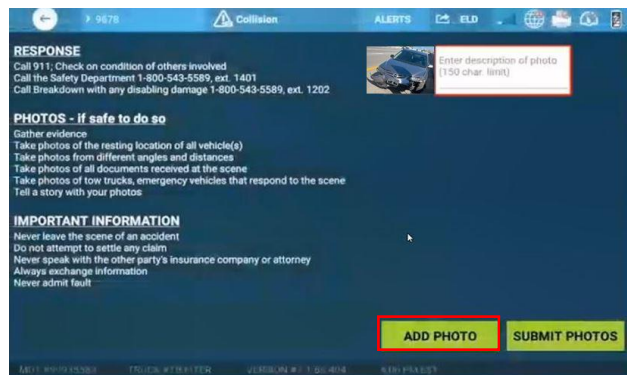 9678
Collision
ALERTS
ELD
RESPONSE
Call 911; Check on condition of others involved
Call the Safety Department 1-800-543-5589, ext. 1401
Call Breakdown with any disabling damage 1-800-543-5589, ext. 1202
Enter description of photo
(150 char. limit)
PHOTOS - if safe to do so
Gather evidence
Take photos of the resting location of all vehicle(s)
Take photos from different angles and distances
Take photos of all documents received at the scene
Take photos of tow trucks, emergency vehicles that respond to the scene
Tell a story with your photos
IMPORTANT INFORMATION
Never leave the scene of an accident
Do not attempt to settle any claim
Never speak with the other party's insurance company or attorney
Always exchange information
Never admit fault
ADD PHOTO
SUBMIT PHOTOS